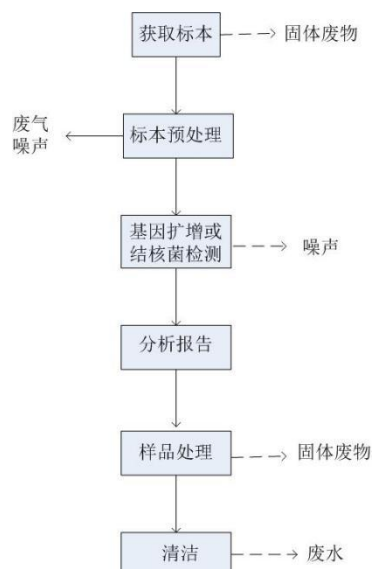 获取标本
固体废物
废气
噪声
标本预处理
基因扩增或
结核菌检测
噪声
分析报告
样品处理
固体废物
清洁
废水